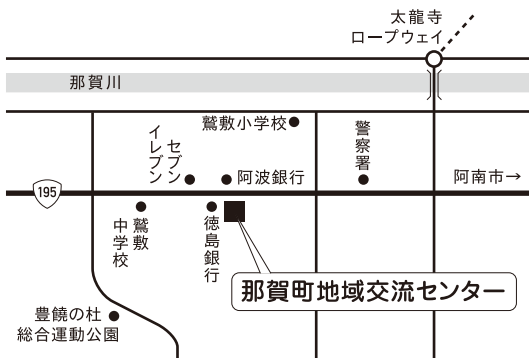 太龍寺
ロープウェイ
那賀川
鷲敷小学校
警察署
セブン
イレブン
阿波銀行
阿南市→
195
鷲敷
中学校
徳島銀行
那賀町地域交流センター
豊饒の杜
総合運動公園